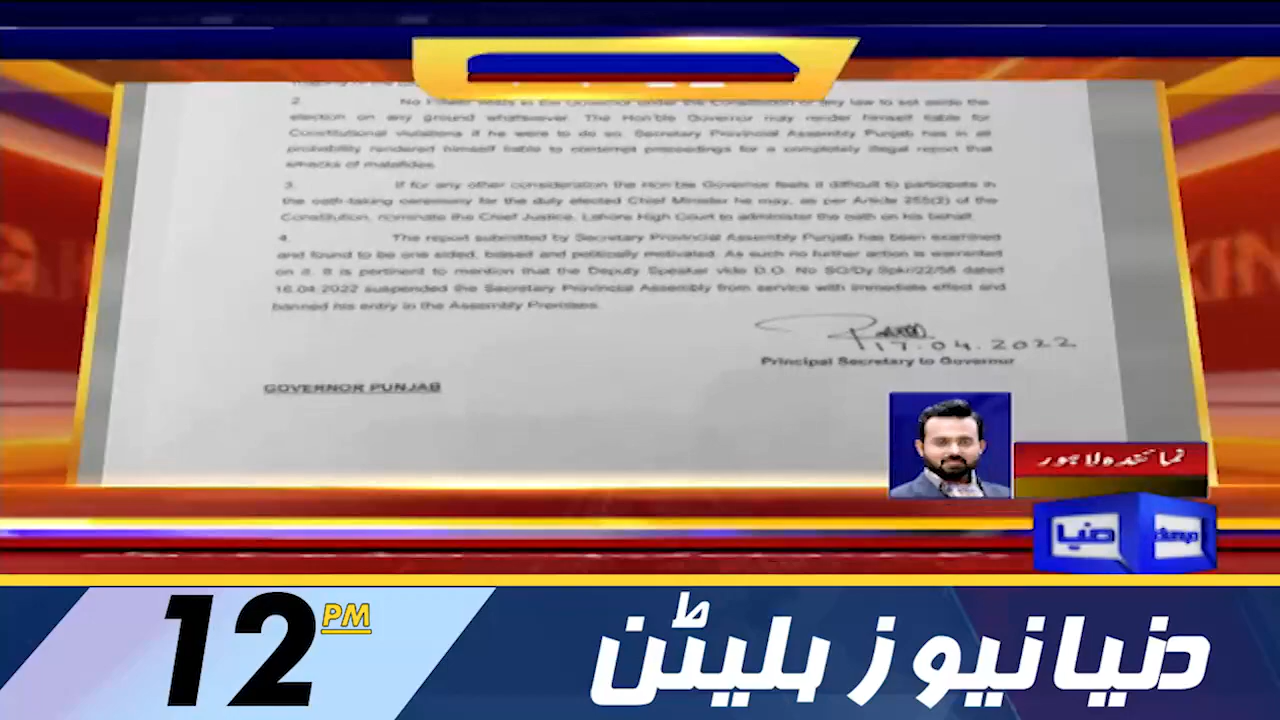 2. No Power vests in the Governor under the Constitution or any law to set aside the
election on any ground whatsoever. The Hon'ble Governor may render himself liable for
Constitutional violations if he were to do so. Secretary Provincial Assembly Punjab has in all
probability rendered himself liable to contempt proceedings for a completely illegal report that
smacks of malafides.
3. If for any other consideration the Hon'ble Governor feels it difficult to participate in
the oath-taking ceremony for the duly elected Chief Minister he may, as per Article 255(2) of the
Constitution, nominate the Chief Justice, Lahore High Court to administer the oath on his behalf.
4. The report submitted by Secretary Provincial Assembly Punjab has been examined
and found to be one sided, biased and politically motivated. As such no further action is warranted
on it. It is pertinent to mention that the Deputy Speaker vide D.O. No SO/Dy.Spkr/22/58 dated
16.04.2022 suspended the Secretary Provincial Assembly from service with immediate effect and
banned his entry in the Assembly Premises.
17.04.2022
Principal Secretary to Governor
GOVERNOR PUNJAB
نمائندہ لاہور
دنیا
12 PM
دنیا نیوز بلیٹن